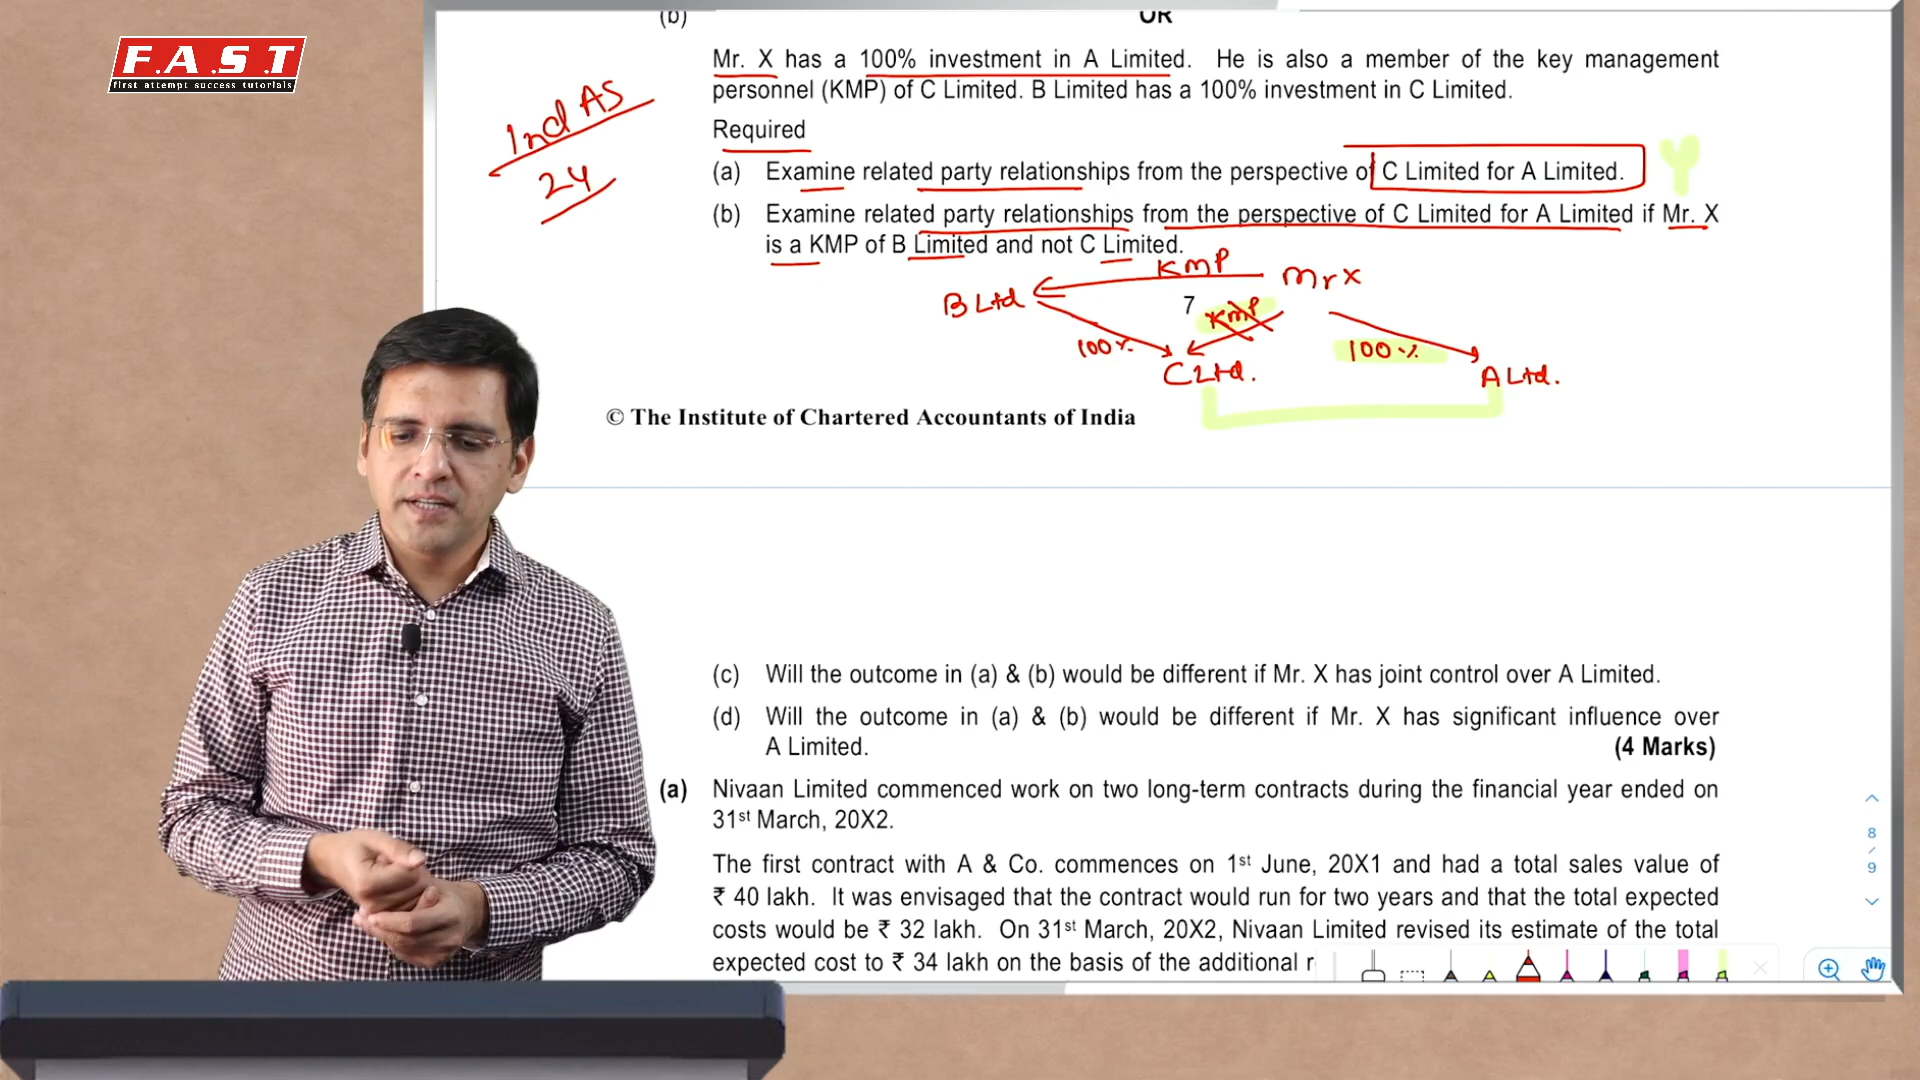 F.A.S.T
first attempt success tutorials
(b) OR
Mr. X has a 100% investment in A Limited. He is also a member of the key management
personnel (KMP) of C Limited. B Limited has a 100% investment in C Limited.
Ind AS
24
Required
(a) Examine related party relationships from the perspective of C Limited for A Limited. Y
(b) Examine related party relationships from the perspective of C Limited for A Limited if Mr. X
is a KMP of B Limited and not C Limited.
KMP
Mr X
B Ltd
7
KMP
100%
100%
C Ltd.
A Ltd.
© The Institute of Chartered Accountants of India
(c) Will the outcome in (a) & (b) would be different if Mr. X has joint control over A Limited.
(d) Will the outcome in (a) & (b) would be different if Mr. X has significant influence over
A Limited. (4 Marks)
(a) Nivaan Limited commenced work on two long-term contracts during the financial year ended on
31st March, 20X2.
The first contract with A & Co. commences on 1st June, 20X1 and had a total sales value of
₹ 40 lakh. It was envisaged that the contract would run for two years and that the total expected
costs would be ₹ 32 lakh. On 31st March, 20X2, Nivaan Limited revised its estimate of the total
expected cost to ₹ 34 lakh on the basis of the additional r
8
9